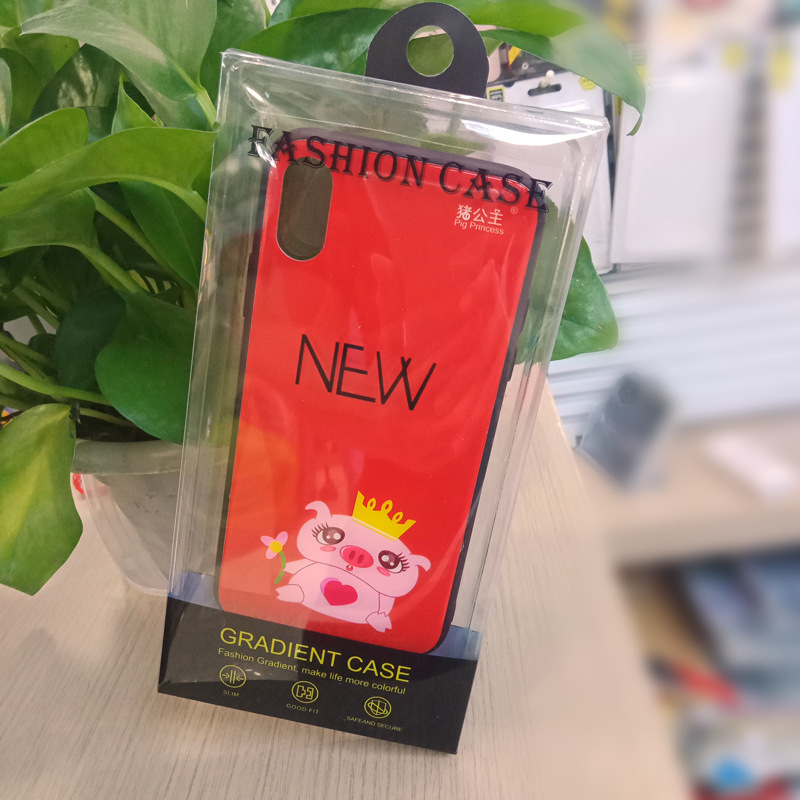 FASHION CASE
猪公主®
Pig Princess
NEW
GRADIENT CASE
Fashion Gradient, make life more colorful
SLIM
GOOD FIT
SAFEAND SECURE